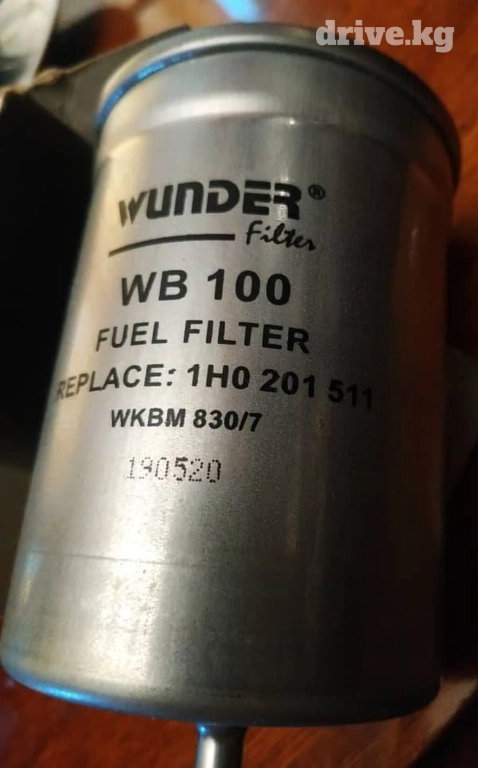 drive.kg
WUNDER®
Filter
WB 100
FUEL FILTER
REPLACE: 1H0 201 511
WKBM 830/7
190520